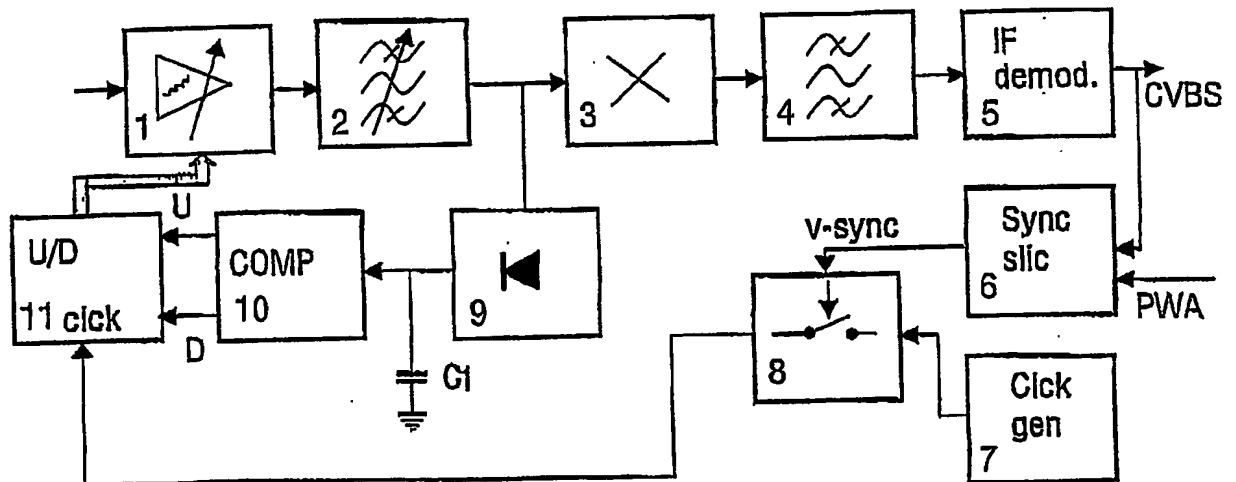 1
2
3
4
IF
demod.
5
CVBS
U
U/D
11 clck
COMP
10
D
9
C1
v-sync
8
Sync
slic
6
PWA
Clck
gen
7